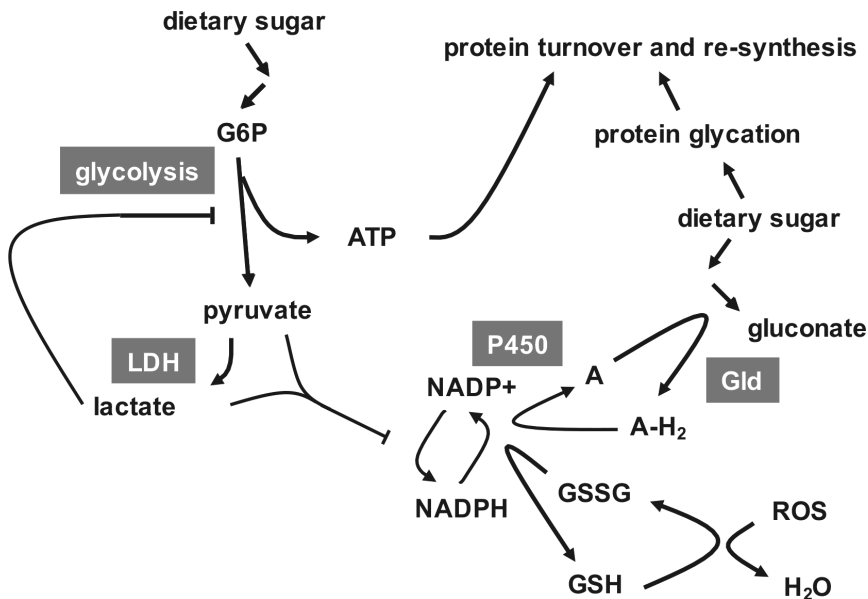 dietary sugar
protein turnover and re-synthesis
G6P
protein glycation
glycolysis
dietary sugar
ATP
pyruvate
gluconate
P450
LDH
A
Gld
NADP+
lactate
A-H₂
GSSG
NADPH
ROS
GSH
H₂O